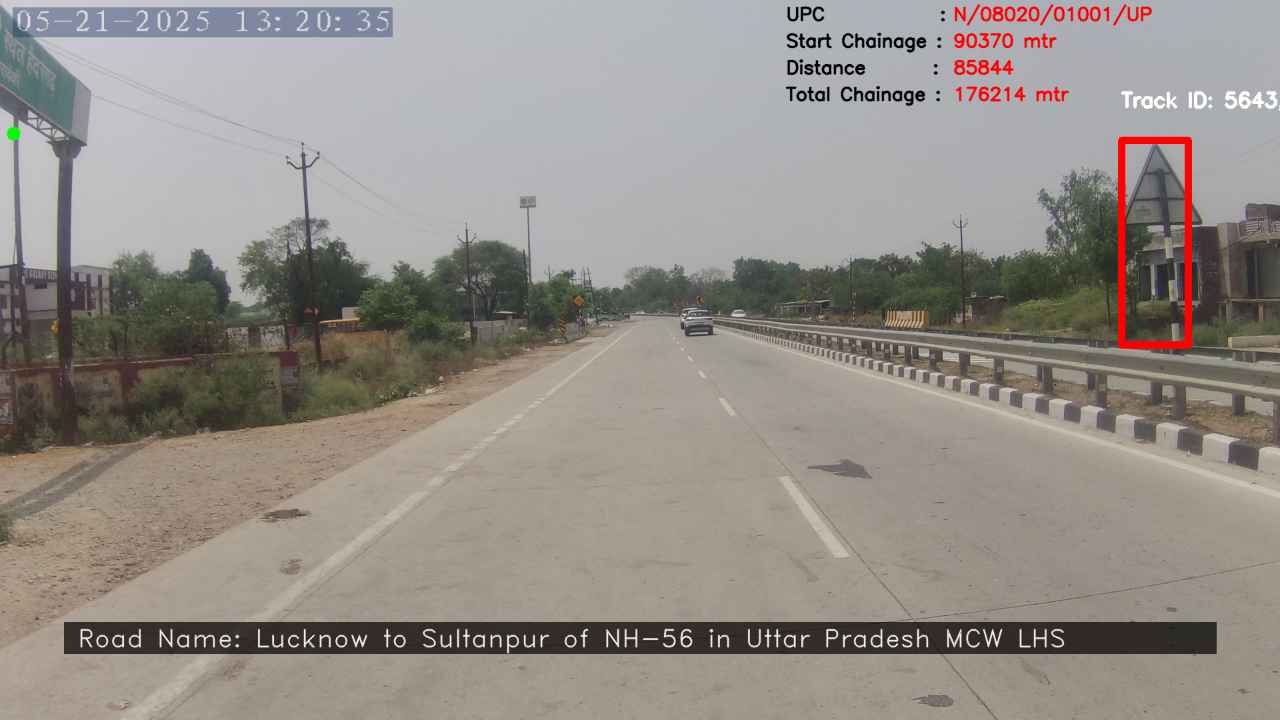 05-21-2025 13:20:35
UPC : N/08020/01001/UP
Start Chainage : 90370 mtr
Distance : 85844
Total Chainage : 176214 mtr
Track ID: 5643,
Road Name: Lucknow to Sultanpur of NH-56 in Uttar Pradesh MCW LHS